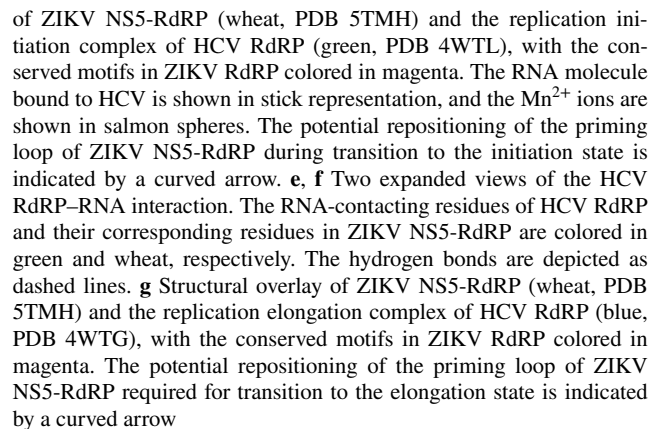 of ZIKV NS5-RdRP (wheat, PDB 5TMH) and the replication ini-
tiation complex of HCV RdRP (green, PDB 4WTL), with the con-
served motifs in ZIKV RdRP colored in magenta. The RNA molecule
bound to HCV is shown in stick representation, and the Mn²⁺ ions are
shown in salmon spheres. The potential repositioning of the priming
loop of ZIKV NS5-RdRP during transition to the initiation state is
indicated by a curved arrow. e, f Two expanded views of the HCV
RdRP–RNA interaction. The RNA-contacting residues of HCV RdRP
and their corresponding residues in ZIKV NS5-RdRP are colored in
green and wheat, respectively. The hydrogen bonds are depicted as
dashed lines. g Structural overlay of ZIKV NS5-RdRP (wheat, PDB
5TMH) and the replication elongation complex of HCV RdRP (blue,
PDB 4WTG), with the conserved motifs in ZIKV RdRP colored in
magenta. The potential repositioning of the priming loop of ZIKV
NS5-RdRP required for transition to the elongation state is indicated
by a curved arrow